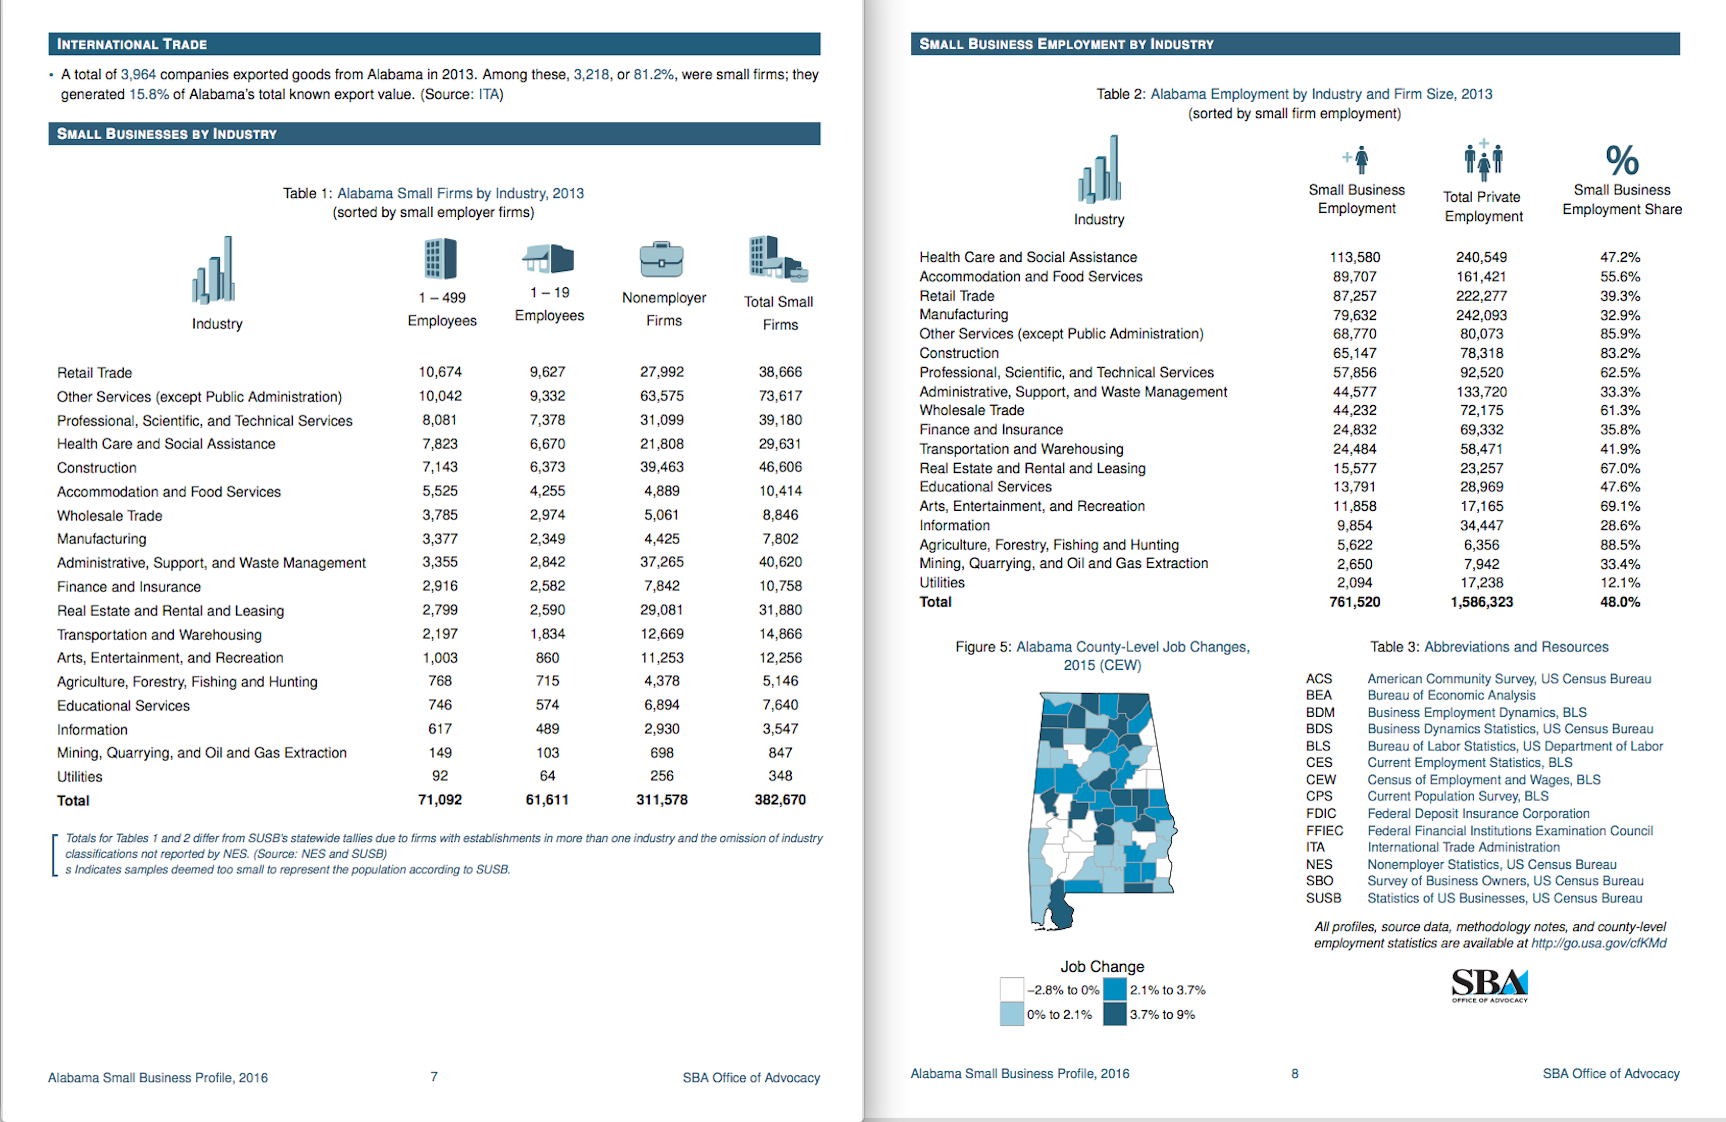 INTERNATIONAL TRADE
• A total of 3,964 companies exported goods from Alabama in 2013. Among these, 3,218, or 81.2%, were small firms; they
generated 15.8% of Alabama's total known export value. (Source: ITA)
SMALL BUSINESSES BY INDUSTRY
Table 1: Alabama Small Firms by Industry, 2013
(sorted by small employer firms)
Industry 1 – 499 Employees 1 – 19 Employees Nonemployer Firms Total Small Firms
Retail Trade 10,674 9,627 27,992 38,666
Other Services (except Public Administration) 10,042 9,332 63,575 73,617
Professional, Scientific, and Technical Services 8,081 7,378 31,099 39,180
Health Care and Social Assistance 7,823 6,670 21,808 29,631
Construction 7,143 6,373 39,463 46,606
Accommodation and Food Services 5,525 4,255 4,889 10,414
Wholesale Trade 3,785 2,974 5,061 8,846
Manufacturing 3,377 2,349 4,425 7,802
Administrative, Support, and Waste Management 3,355 2,842 37,265 40,620
Finance and Insurance 2,916 2,582 7,842 10,758
Real Estate and Rental and Leasing 2,799 2,590 29,081 31,880
Transportation and Warehousing 2,197 1,834 12,669 14,866
Arts, Entertainment, and Recreation 1,003 860 11,253 12,256
Agriculture, Forestry, Fishing and Hunting 768 715 4,378 5,146
Educational Services 746 574 6,894 7,640
Information 617 489 2,930 3,547
Mining, Quarrying, and Oil and Gas Extraction 149 103 698 847
Utilities 92 64 256 348
Total 71,092 61,611 311,578 382,670
Totals for Tables 1 and 2 differ from SUSB's statewide tallies due to firms with establishments in more than one industry and the omission of industry
classifications not reported by NES. (Source: NES and SUSB)
s Indicates samples deemed too small to represent the population according to SUSB.
Alabama Small Business Profile, 2016 7 SBA Office of Advocacy
SMALL BUSINESS EMPLOYMENT BY INDUSTRY
Table 2: Alabama Employment by Industry and Firm Size, 2013
(sorted by small firm employment)
%
Industry Small Business Employment Total Private Employment Small Business Employment Share
Health Care and Social Assistance 113,580 240,549 47.2%
Accommodation and Food Services 89,707 161,421 55.6%
Retail Trade 87,257 222,277 39.3%
Manufacturing 79,632 242,093 32.9%
Other Services (except Public Administration) 68,770 80,073 85.9%
Construction 65,147 78,318 83.2%
Professional, Scientific, and Technical Services 57,856 92,520 62.5%
Administrative, Support, and Waste Management 44,577 133,720 33.3%
Wholesale Trade 44,232 72,175 61.3%
Finance and Insurance 24,832 69,332 35.8%
Transportation and Warehousing 24,484 58,471 41.9%
Real Estate and Rental and Leasing 15,577 23,257 67.0%
Educational Services 13,791 28,969 47.6%
Arts, Entertainment, and Recreation 11,858 17,165 69.1%
Information 9,854 34,447 28.6%
Agriculture, Forestry, Fishing and Hunting 5,622 6,356 88.5%
Mining, Quarrying, and Oil and Gas Extraction 2,650 7,942 33.4%
Utilities 2,094 17,238 12.1%
Total 761,520 1,586,323 48.0%
Figure 5: Alabama County-Level Job Changes,
2015 (CEW)
Job Change
−2.8% to 0% 2.1% to 3.7%
0% to 2.1% 3.7% to 9%
Table 3: Abbreviations and Resources
ACS American Community Survey, US Census Bureau
BEA Bureau of Economic Analysis
BDM Business Employment Dynamics, BLS
BDS Business Dynamics Statistics, US Census Bureau
BLS Bureau of Labor Statistics, US Department of Labor
CES Current Employment Statistics, BLS
CEW Census of Employment and Wages, BLS
CPS Current Population Survey, BLS
FDIC Federal Deposit Insurance Corporation
FFIEC Federal Financial Institutions Examination Council
ITA International Trade Administration
NES Nonemployer Statistics, US Census Bureau
SBO Survey of Business Owners, US Census Bureau
SUSB Statistics of US Businesses, US Census Bureau
All profiles, source data, methodology notes, and county-level
employment statistics are available at http://go.usa.gov/cfKMd
SBA
OFFICE OF ADVOCACY
Alabama Small Business Profile, 2016 8 SBA Office of Advocacy